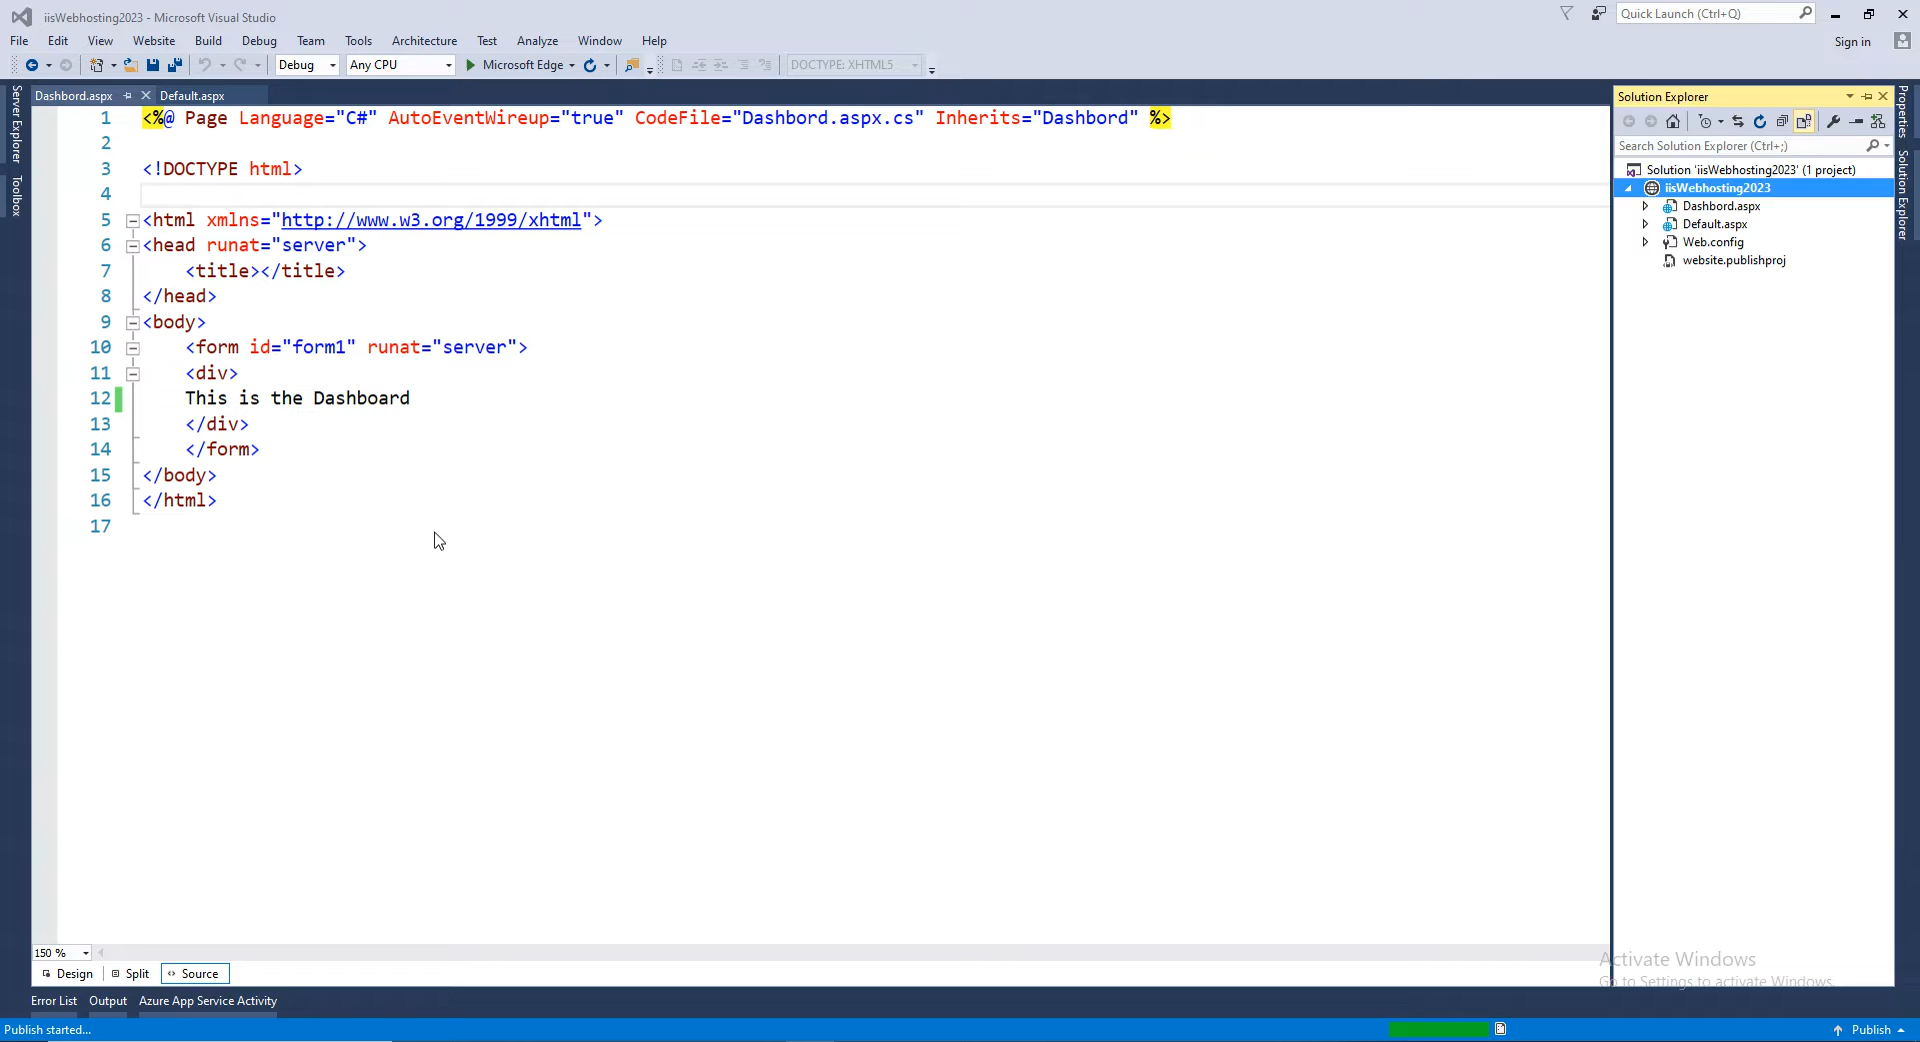 iisWebhosting2023 - Microsoft Visual Studio
Quick Launch (Ctrl+Q)
File Edit View Website Build Debug Team Tools Architecture Test Analyze Window Help
Sign in
Debug Any CPU Microsoft Edge DOCTYPE: XHTML5
Server Explorer
Toolbox
Dashbord.aspx Default.aspx
1 <%@ Page Language="C#" AutoEventWireup="true" CodeFile="Dashbord.aspx.cs" Inherits="Dashbord" %>
2
3 <!DOCTYPE html>
4
5 <html xmlns="http://www.w3.org/1999/xhtml">
6 <head runat="server">
7 <title></title>
8 </head>
9 <body>
10 <form id="form1" runat="server">
11 <div>
12 This is the Dashboard
13 </div>
14 </form>
15 </body>
16 </html>
17
Solution Explorer
Search Solution Explorer (Ctrl+;)
Solution 'iisWebhosting2023' (1 project)
iisWebhosting2023
Dashbord.aspx
Default.aspx
Web.config
website.publishproj
Properties
Solution Explorer
150 %
Design Split Source
Activate Windows
Go to Settings to activate Windows.
Error List Output Azure App Service Activity
Publish started...
Publish